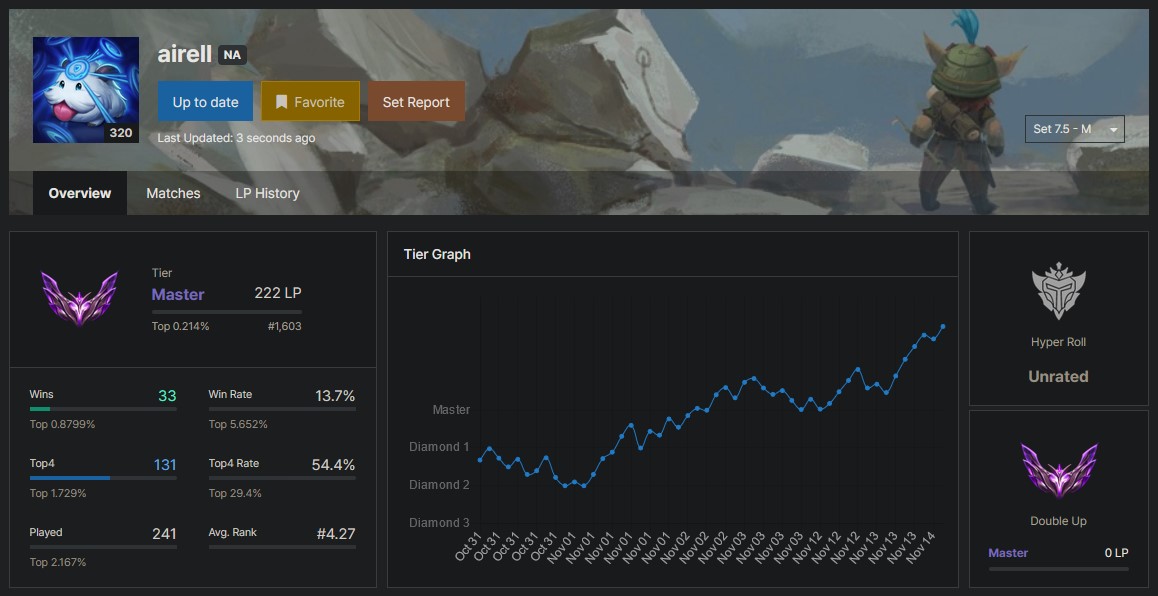 airell NA
Up to date
Favorite
Set Report
320
Last Updated: 3 seconds ago
Set 7.5 - M
Overview
Matches
LP History
Tier
Master 222 LP
Top 0.214% #1,603
Wins 33
Top 0.8799%
Win Rate 13.7%
Top 5.652%
Top4 131
Top 1.729%
Top4 Rate 54.4%
Top 29.4%
Played 241
Top 2.167%
Avg. Rank #4.27
Tier Graph
Master
Diamond 1
Diamond 2
Diamond 3
Oct 31
Oct 31
Oct 31
Oct 31
Oct 31
Nov 01
Nov 01
Nov 01
Nov 01
Nov 01
Nov 01
Nov 02
Nov 02
Nov 02
Nov 03
Nov 03
Nov 03
Nov 03
Nov 12
Nov 12
Nov 12
Nov 13
Nov 13
Nov 13
Nov 14
Hyper Roll
Unrated
Double Up
Master 0 LP